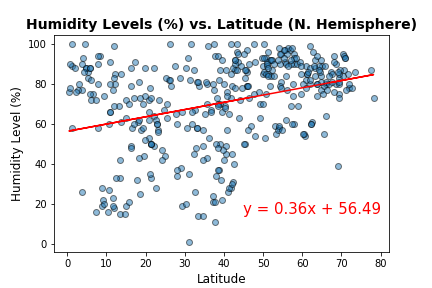 Humidity Levels (%) vs. Latitude (N. Hemisphere)
Humidity Level (%)
100
80
60
40
20
0
y = 0.36x + 56.49
0 10 20 30 40 50 60 70 80
Latitude